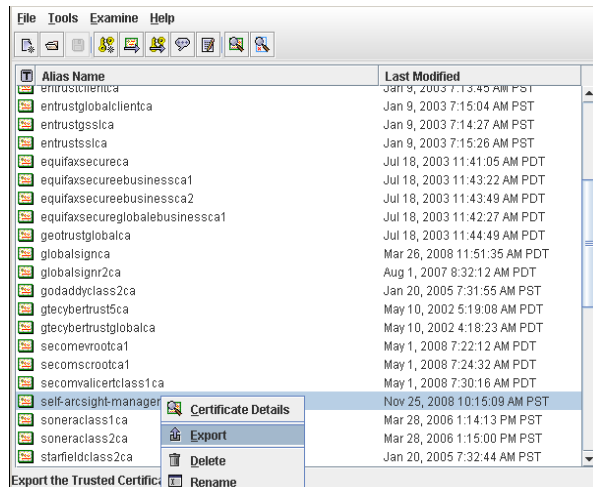 File Tools Examine Help
T Alias Name Last Modified
entrustclientca Jan 9, 2003 7:13:45 AM PST
entrustglobalclientca Jan 9, 2003 7:15:04 AM PST
entrustgsslca Jan 9, 2003 7:14:27 AM PST
entrustsslca Jan 9, 2003 7:15:26 AM PST
equifaxsecureca Jul 18, 2003 11:41:05 AM PDT
equifaxsecureebusinessca1 Jul 18, 2003 11:43:22 AM PDT
equifaxsecureebusinessca2 Jul 18, 2003 11:43:49 AM PDT
equifaxsecureglobalebusinessca1 Jul 18, 2003 11:42:27 AM PDT
geotrustglobalca Jul 18, 2003 11:44:49 AM PDT
globalsignca Mar 26, 2008 11:51:35 AM PDT
globalsignr2ca Aug 1, 2007 8:32:12 AM PDT
godaddyclass2ca Jan 20, 2005 7:31:55 AM PST
gtecybertrust5ca May 10, 2002 5:19:08 AM PDT
gtecybertrustglobalca May 10, 2002 4:18:23 AM PDT
secomevrootca1 May 1, 2008 7:22:12 AM PDT
secomscrootca1 May 1, 2008 7:24:32 AM PDT
secomvalicertclass1ca May 1, 2008 7:30:16 AM PDT
self-arcsight-manager Nov 25, 2008 10:15:09 AM PST
Certificate Details
soneraclass1ca Mar 28, 2006 1:14:13 PM PST
soneraclass2ca Export Mar 28, 2006 1:15:00 PM PST
starfieldclass2ca Delete Jan 20, 2005 7:32:44 AM PST
Export the Trusted Certifica Rename